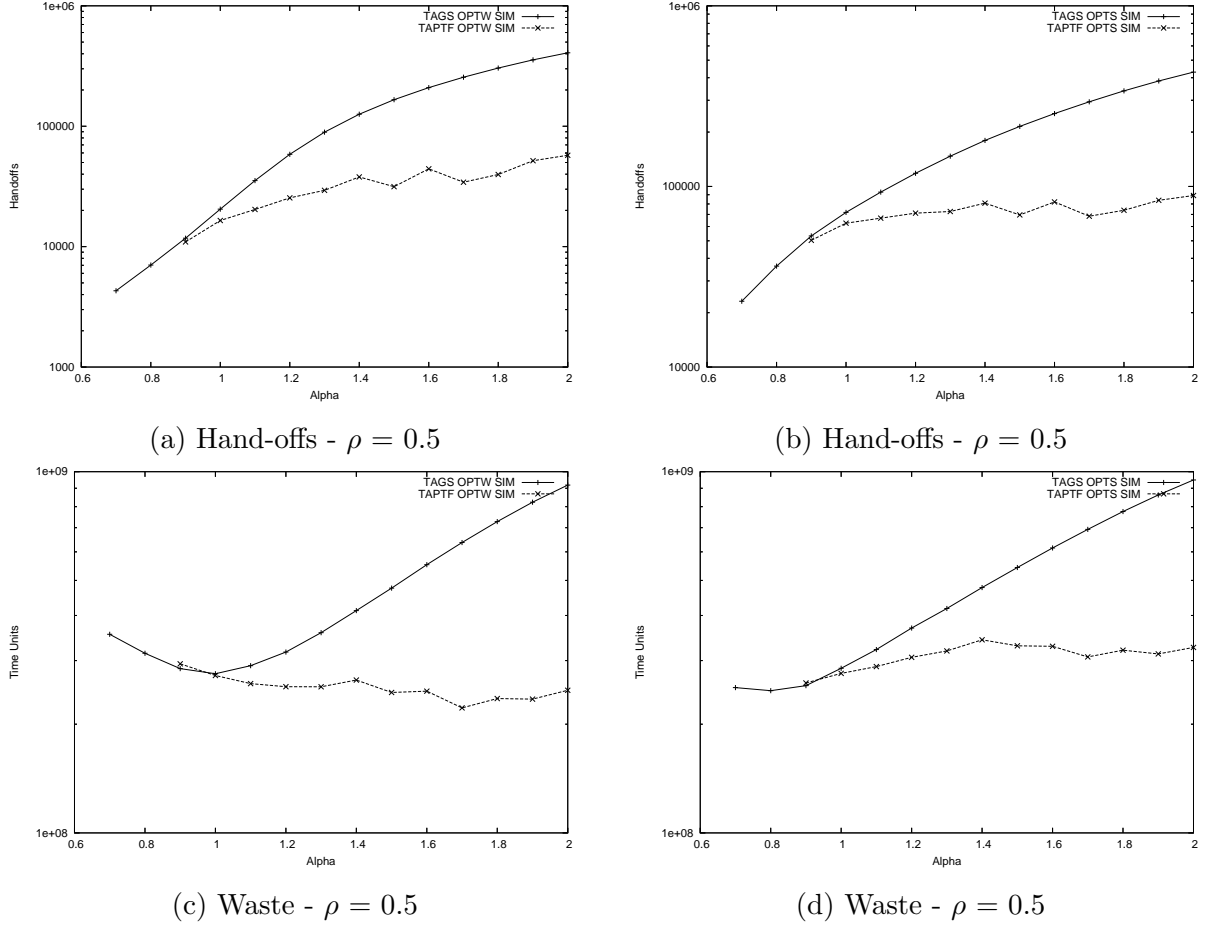 1e+06
100000
10000
1000
0.6 0.8 1 1.2 1.4 1.6 1.8 2
Handoffs
Alpha
TAGS OPTW SIM
TAPTF OPTW SIM
(a) Hand-offs - ρ = 0.5
1e+06
100000
10000
0.6 0.8 1 1.2 1.4 1.6 1.8 2
Handoffs
Alpha
TAGS OPTS SIM
TAPTF OPTS SIM
(b) Hand-offs - ρ = 0.5
1e+09
1e+08
0.6 0.8 1 1.2 1.4 1.6 1.8 2
Time Units
Alpha
TAGS OPTW SIM
TAPTF OPTW SIM
(c) Waste - ρ = 0.5
1e+09
1e+08
0.6 0.8 1 1.2 1.4 1.6 1.8 2
Time Units
Alpha
TAGS OPTS SIM
TAPTF OPTS SIM
(d) Waste - ρ = 0.5